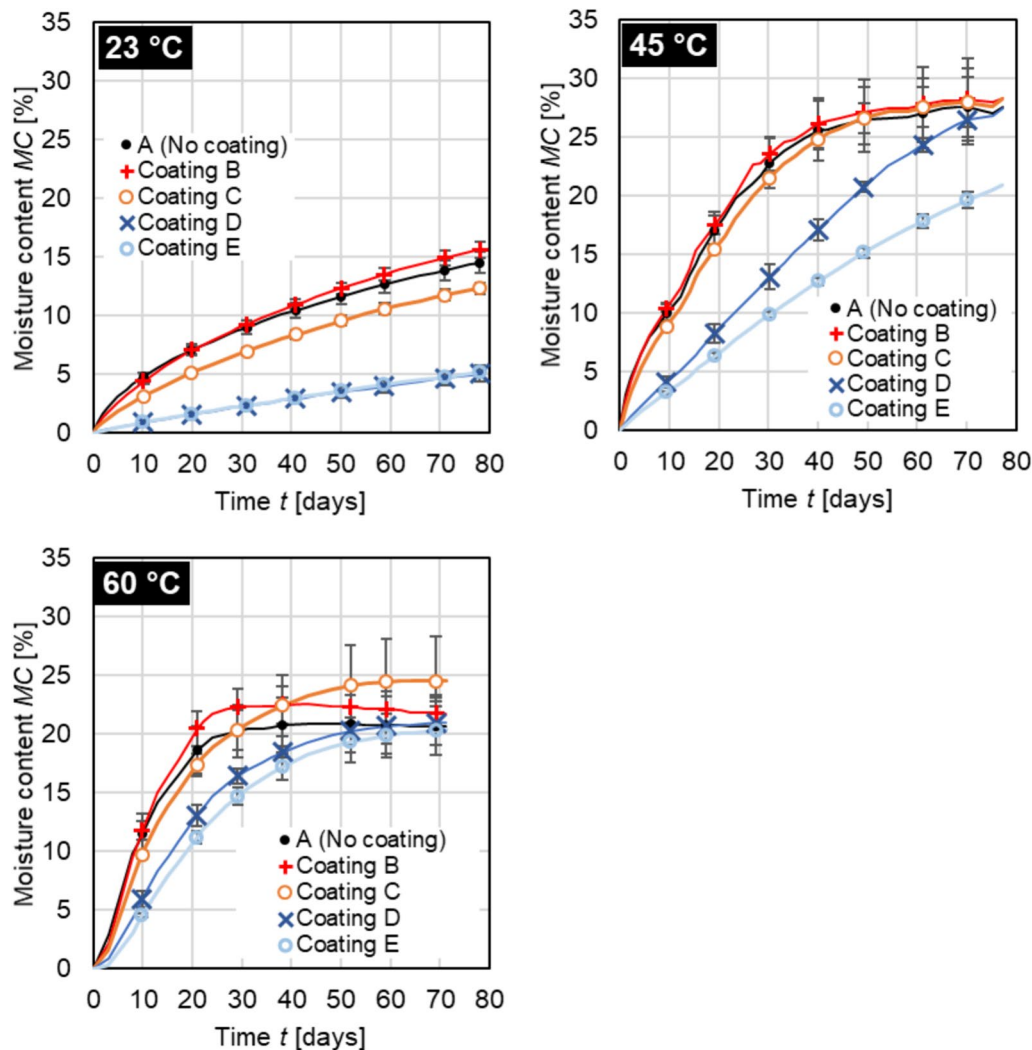 23 °C
Moisture content MC [%]
35
30
25
20
15
10
5
0
A (No coating)
Coating B
Coating C
Coating D
Coating E
0 10 20 30 40 50 60 70 80
Time t [days]
45 °C
Moisture content MC [%]
35
30
25
20
15
10
5
0
A (No coating)
Coating B
Coating C
Coating D
Coating E
0 10 20 30 40 50 60 70 80
Time t [days]
60 °C
Moisture content MC [%]
35
30
25
20
15
10
5
0
A (No coating)
Coating B
Coating C
Coating D
Coating E
0 10 20 30 40 50 60 70 80
Time t [days]